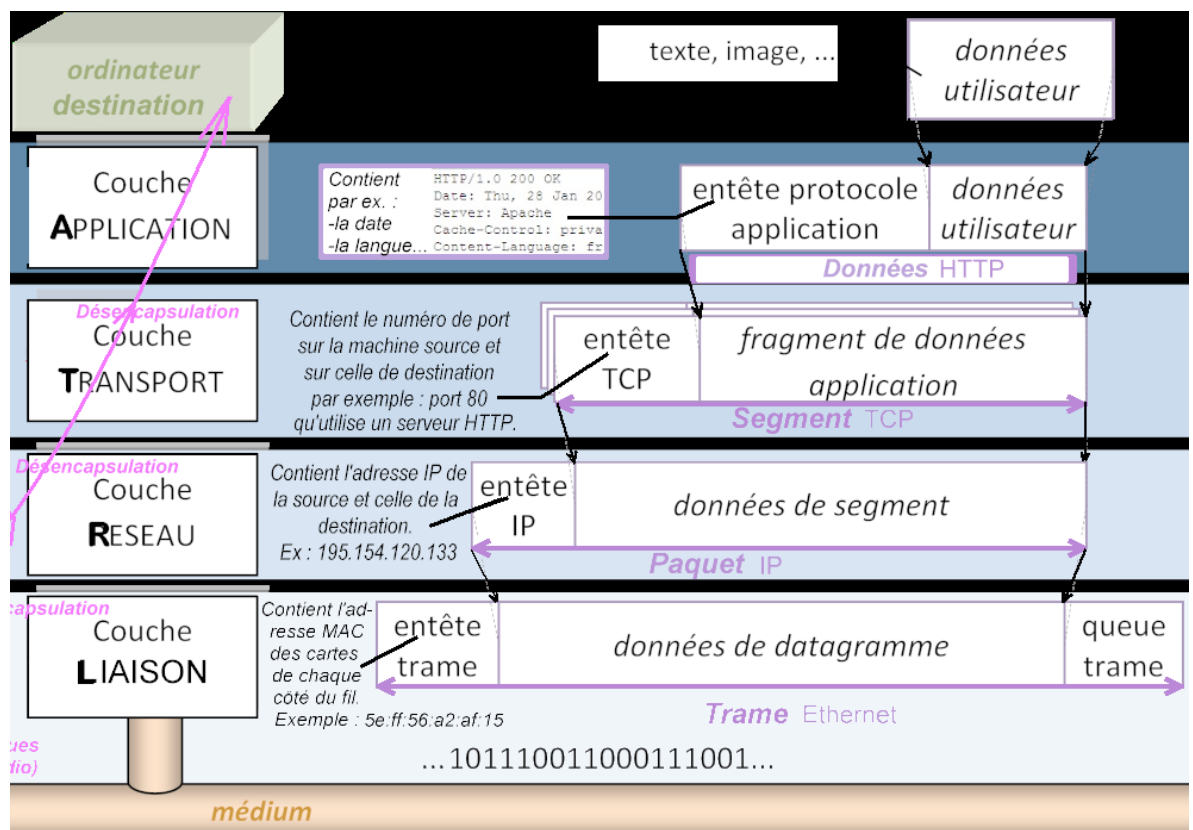 ordinateur
destination
texte, image, ...
données
utilisateur
Couche
APPLICATION
Contient
par ex. :
-la date
-la langue...
HTTP/1.0 200 OK
Date: Thu, 28 Jan 20
Server: Apache
Cache-Control: priva
Content-Language: fr
entête protocole
application
données
utilisateur
Données HTTP
Désencapsulation
Couche
TRANSPORT
Contient le numéro de port
sur la machine source et
sur celle de destination
par exemple : port 80
qu'utilise un serveur HTTP.
entête
TCP
fragment de données
application
Segment TCP
Désencapsulation
Couche
RESEAU
Contient l'adresse IP de
la source et celle de la
destination.
Ex : 195.154.120.133
entête
IP
données de segment
Paquet IP
capsulation
Couche
LIAISON
Contient l'ad-
resse MAC
des cartes
de chaque
côté du fil.
Exemple : 5e:ff:56:a2:af:15
entête
trame
données de datagramme
queue
trame
Trame Ethernet
ues
dio)
...101110011000111001...
médium